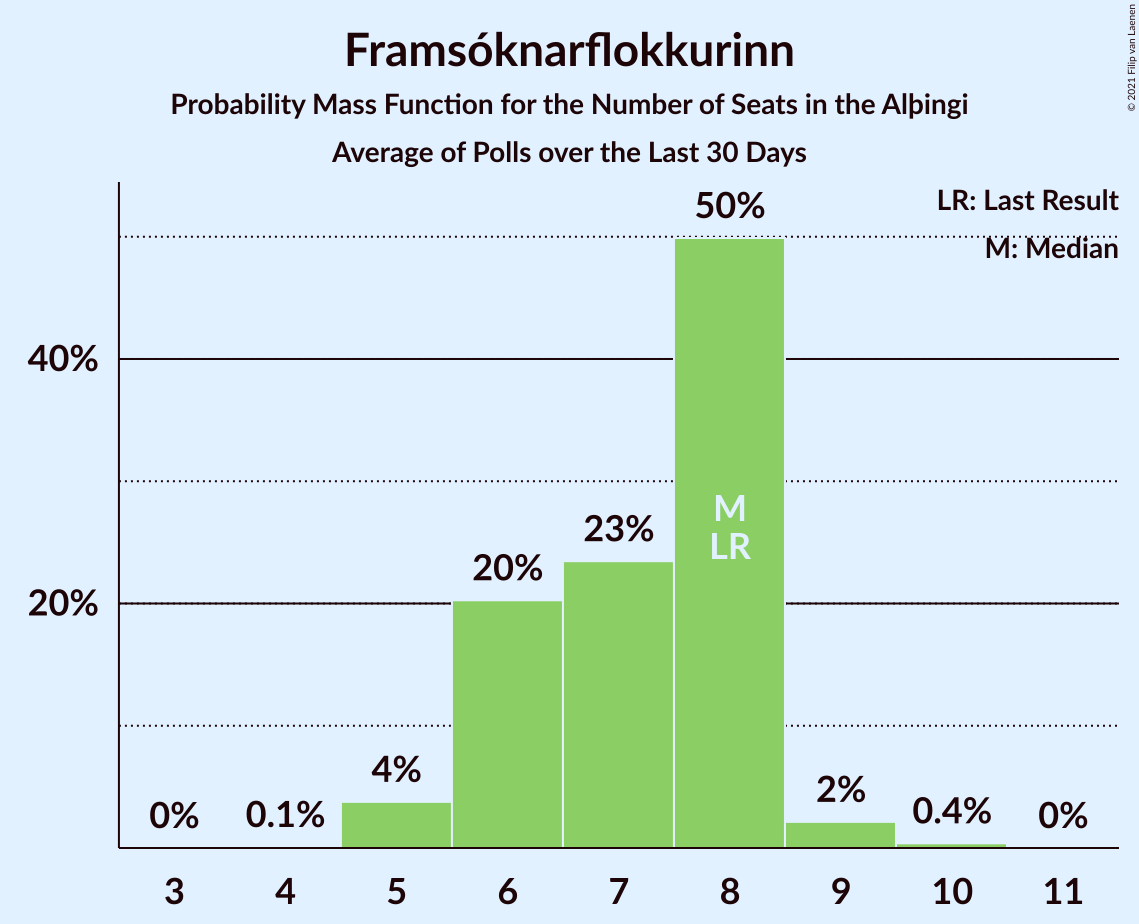 Framsóknarflokkurinn
Probability Mass Function for the Number of Seats in the Alþingi
Average of Polls over the Last 30 Days
© 2021 Filip van Laenen
LR: Last Result
M: Median
50%
40%
M
LR
23%
20%
20%
4%
2%
0%
0.1%
0.4%
0%
3 4 5 6 7 8 9 10 11